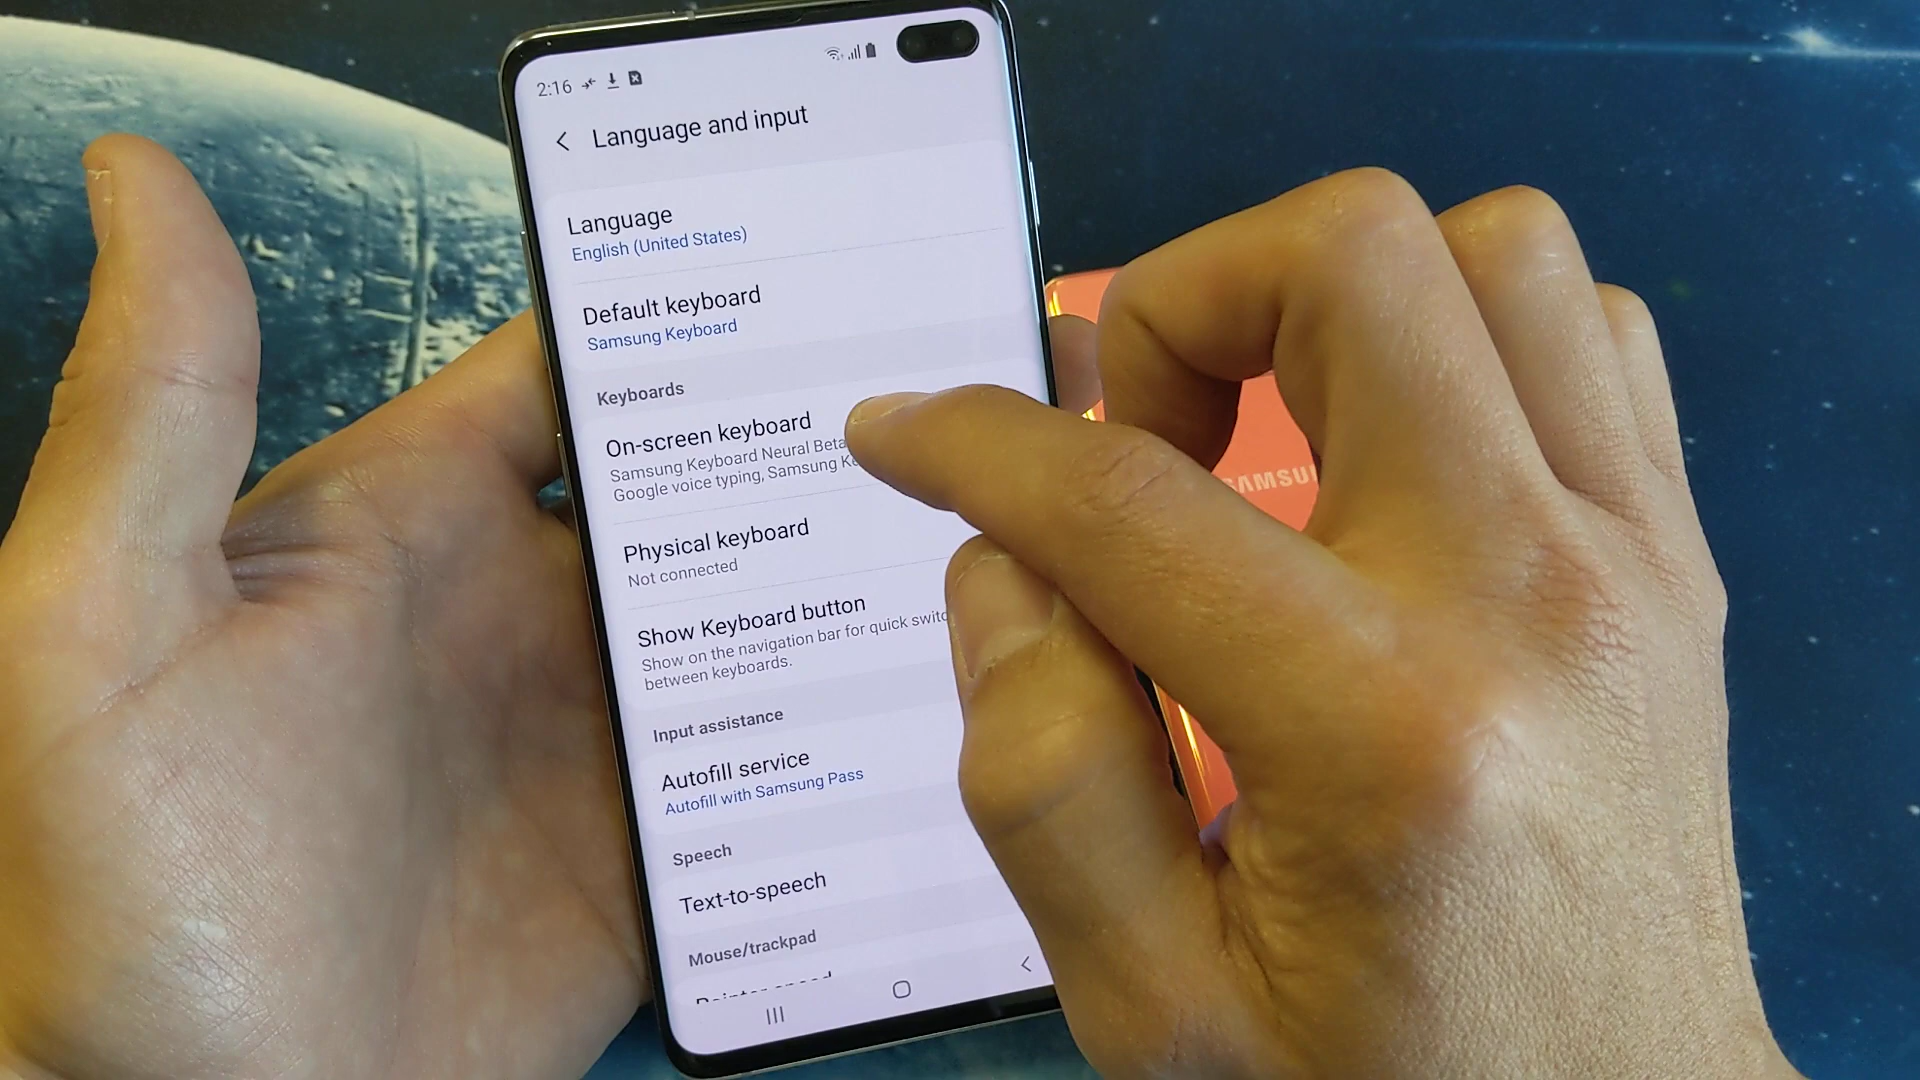 2:16
Language and input
Language
English (United States)
Default keyboard
Samsung Keyboard
Keyboards
On-screen keyboard
Samsung Keyboard Neural Beta
Google voice typing, Samsung
Physical keyboard
Not connected
Show Keyboard button
Show on the navigation bar for quick
between keyboards.
Input assistance
Autofill service
Autofill with Samsung Pass
Speech
Text-to-speech
Mouse/trackpad